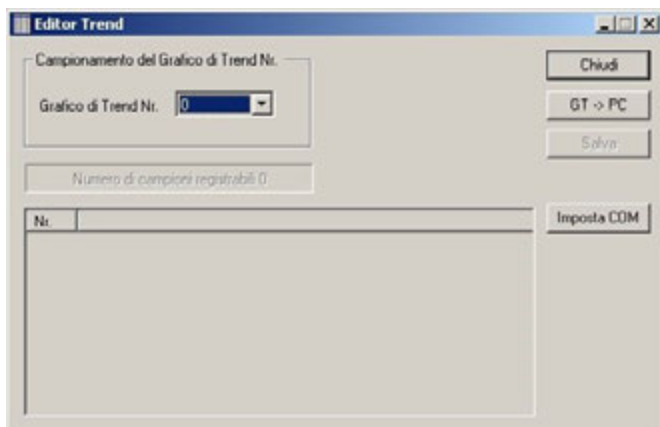 Editor Trend
Campionamento del Grafico di Trend Nr.
Grafico di Trend Nr. 0
Chiudi
GT -> PC
Salva
Numero di campioni registrabili 0
Nr.
Imposta COM